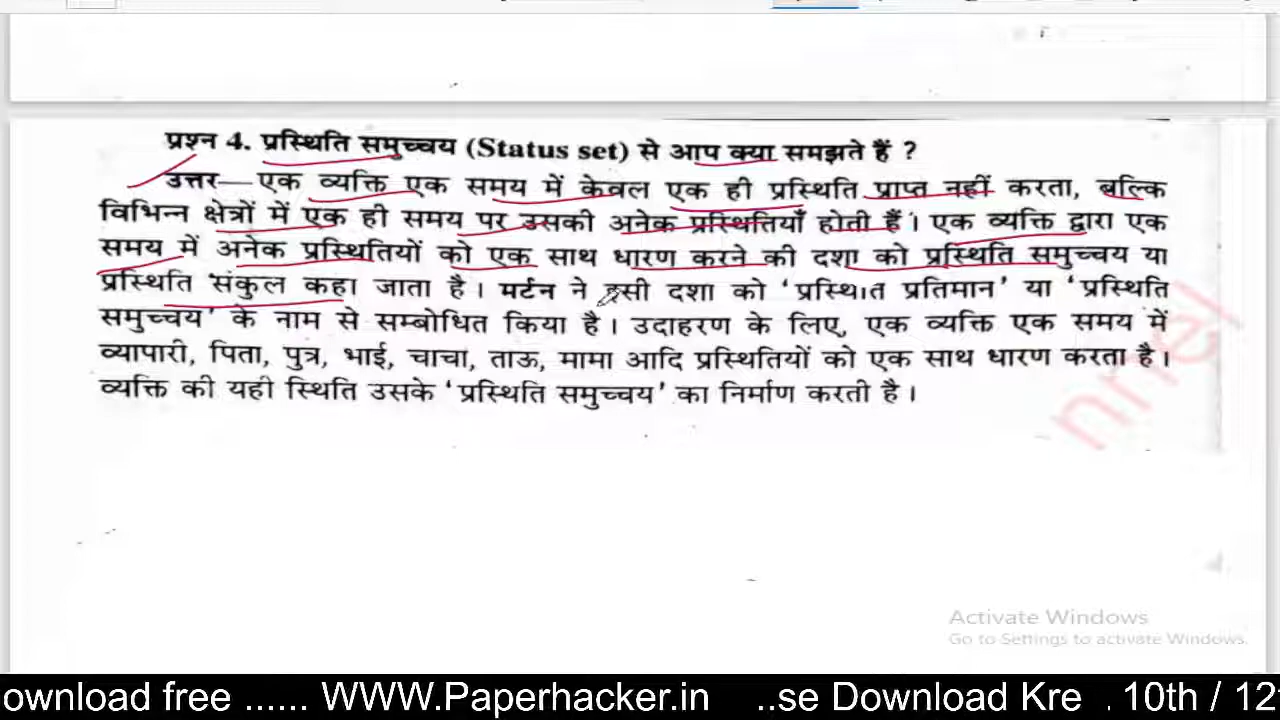 प्रश्न 4. प्रस्थिति समुच्चय (Status set) से आप क्या समझते हैं ?
उत्तर— एक व्यक्ति एक समय में केवल एक ही प्रस्थिति प्राप्त नहीं करता, बल्कि
विभिन्न क्षेत्रों में एक ही समय पर उसकी अनेक प्रस्थितियाँ होती हैं। एक व्यक्ति द्वारा एक
समय में अनेक प्रस्थितियों को एक साथ धारण करने की दशा को प्रस्थिति समुच्चय या
प्रस्थिति संकुल कहा जाता है। मर्टन ने इसी दशा को 'प्रस्थिति प्रतिमान' या 'प्रस्थिति
समुच्चय' के नाम से सम्बोधित किया है। उदाहरण के लिए, एक व्यक्ति एक समय में
व्यापारी, पिता, पुत्र, भाई, चाचा, ताऊ, मामा आदि प्रस्थितियों को एक साथ धारण करता है।
व्यक्ति की यही स्थिति उसके 'प्रस्थिति समुच्चय' का निर्माण करती है।
Activate Windows
Go to Settings to activate Windows.
ownload free ...... WWW.Paperhacker.in ..se Download Kre . 10th / 12